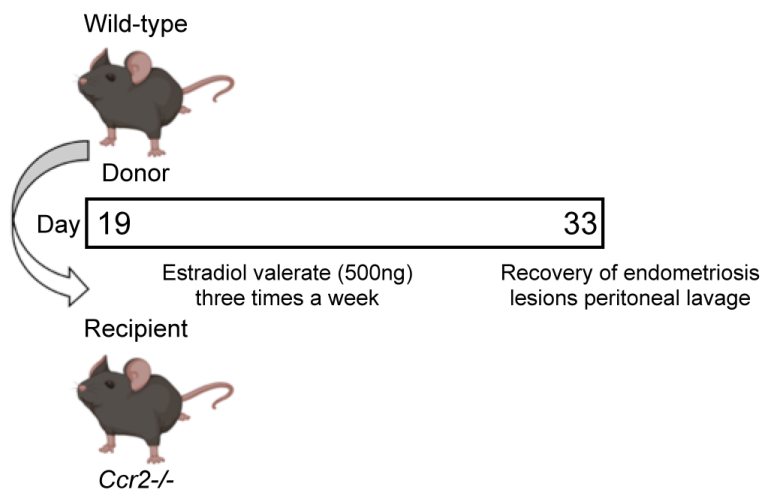 Wild-type
Donor
Day 19 33
Estradiol valerate (500ng)
three times a week
Recovery of endometriosis
lesions peritoneal lavage
Recipient
Ccr2-/-